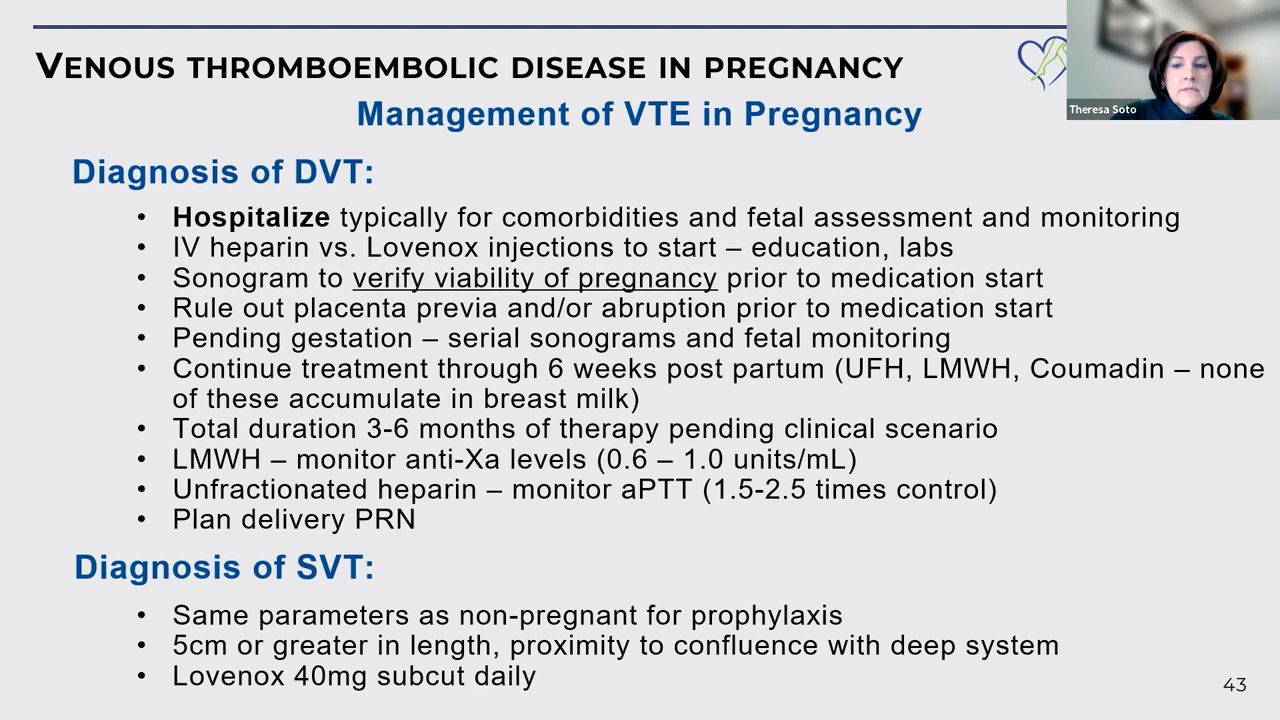 VENOUS THROMBOEMBOLIC DISEASE IN PREGNANCY
Theresa Soto
Management of VTE in Pregnancy
Diagnosis of DVT:
• Hospitalize typically for comorbidities and fetal assessment and monitoring
• IV heparin vs. Lovenox injections to start – education, labs
• Sonogram to verify viability of pregnancy prior to medication start
• Rule out placenta previa and/or abruption prior to medication start
• Pending gestation – serial sonograms and fetal monitoring
• Continue treatment through 6 weeks post partum (UFH, LMWH, Coumadin – none
of these accumulate in breast milk)
• Total duration 3-6 months of therapy pending clinical scenario
• LMWH – monitor anti-Xa levels (0.6 – 1.0 units/mL)
• Unfractionated heparin – monitor aPTT (1.5-2.5 times control)
• Plan delivery PRN
Diagnosis of SVT:
• Same parameters as non-pregnant for prophylaxis
• 5cm or greater in length, proximity to confluence with deep system
• Lovenox 40mg subcut daily
43